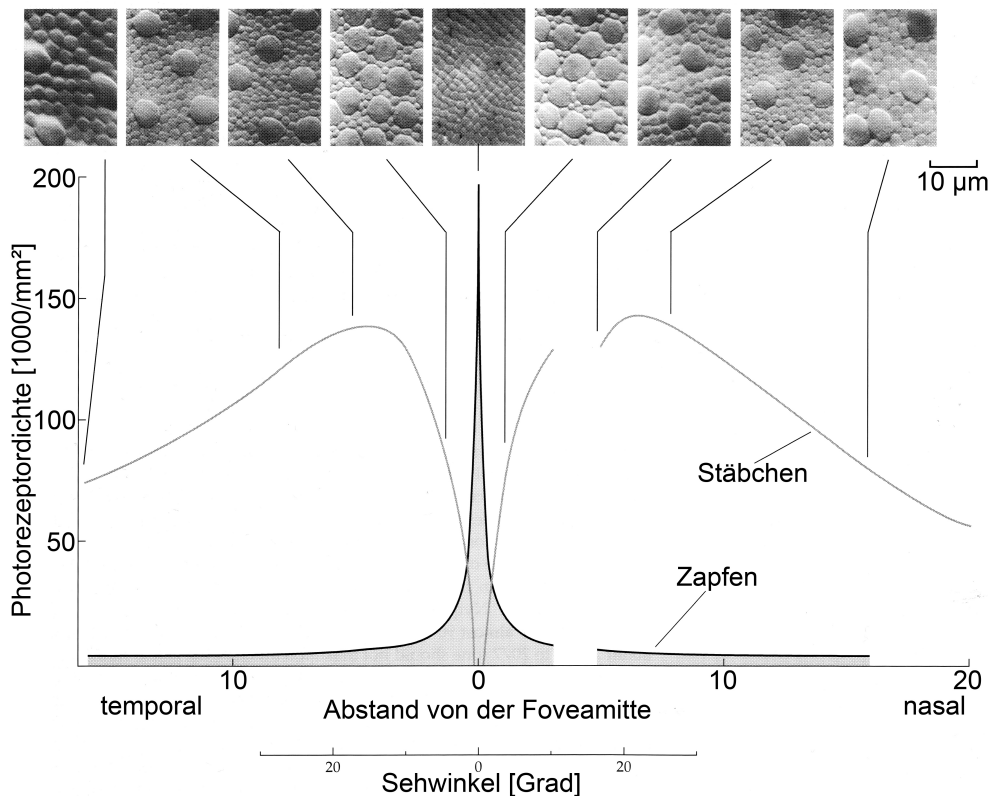 10 µm
200
150
100
50
Photorezeptordichte [1000/mm²]
Stäbchen
Zapfen
10 0 10 20
temporal Abstand von der Foveamitte nasal
20 0 20
Sehwinkel [Grad]